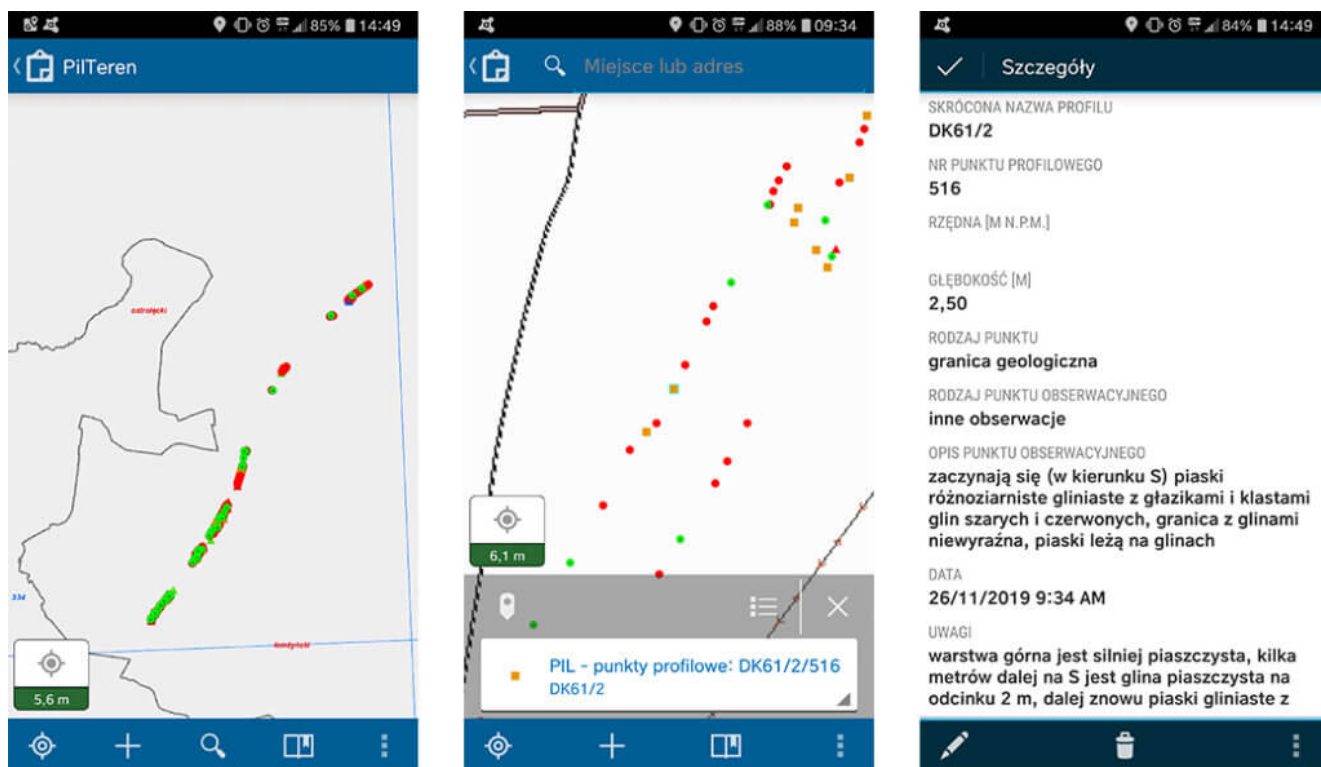 85% 14:49
PilTeren
ostrołęcki
334
łomżyński
5,6 m
88% 09:34
Miejsce lub adres
6,1 m
PIL - punkty profilowe: DK61/2/516
DK61/2
84% 14:49
Szczegóły
SKRÓCONA NAZWA PROFILU
DK61/2
NR PUNKTU PROFILOWEGO
516
RZĘDNA [M N.P.M.]
GŁĘBOKOŚĆ [M]
2,50
RODZAJ PUNKTU
granica geologiczna
RODZAJ PUNKTU OBSERWACYJNEGO
inne obserwacje
OPIS PUNKTU OBSERWACYJNEGO
zaczynają się (w kierunku S) piaski
różnoziarniste gliniaste z głazikami i klastami
glin szarych i czerwonych, granica z glinami
niewyraźna, piaski leżą na glinach
DATA
26/11/2019 9:34 AM
UWAGI
warstwa górna jest silniej piaszczysta, kilka
metrów dalej na S jest glina piaszczysta na
odcinku 2 m, dalej znowu piaski gliniaste z